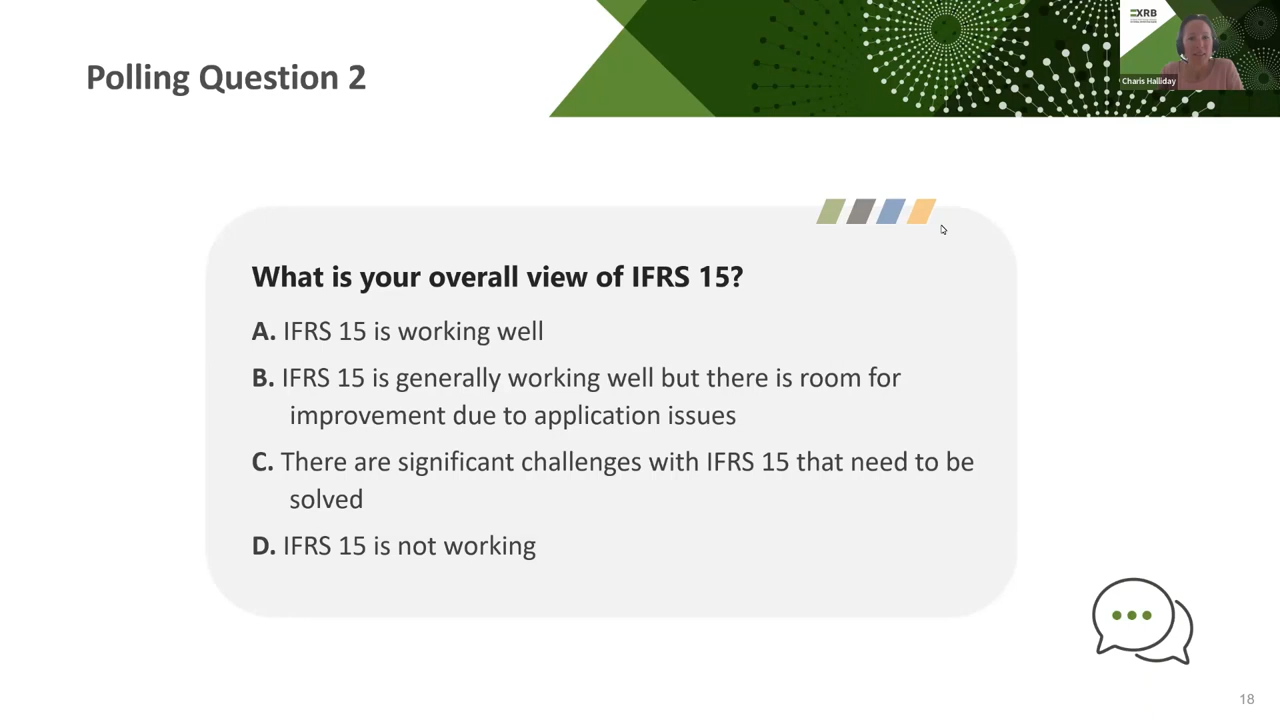 XRB
Charis Halliday
Polling Question 2
What is your overall view of IFRS 15?
A. IFRS 15 is working well
B. IFRS 15 is generally working well but there is room for
improvement due to application issues
C. There are significant challenges with IFRS 15 that need to be
solved
D. IFRS 15 is not working
18